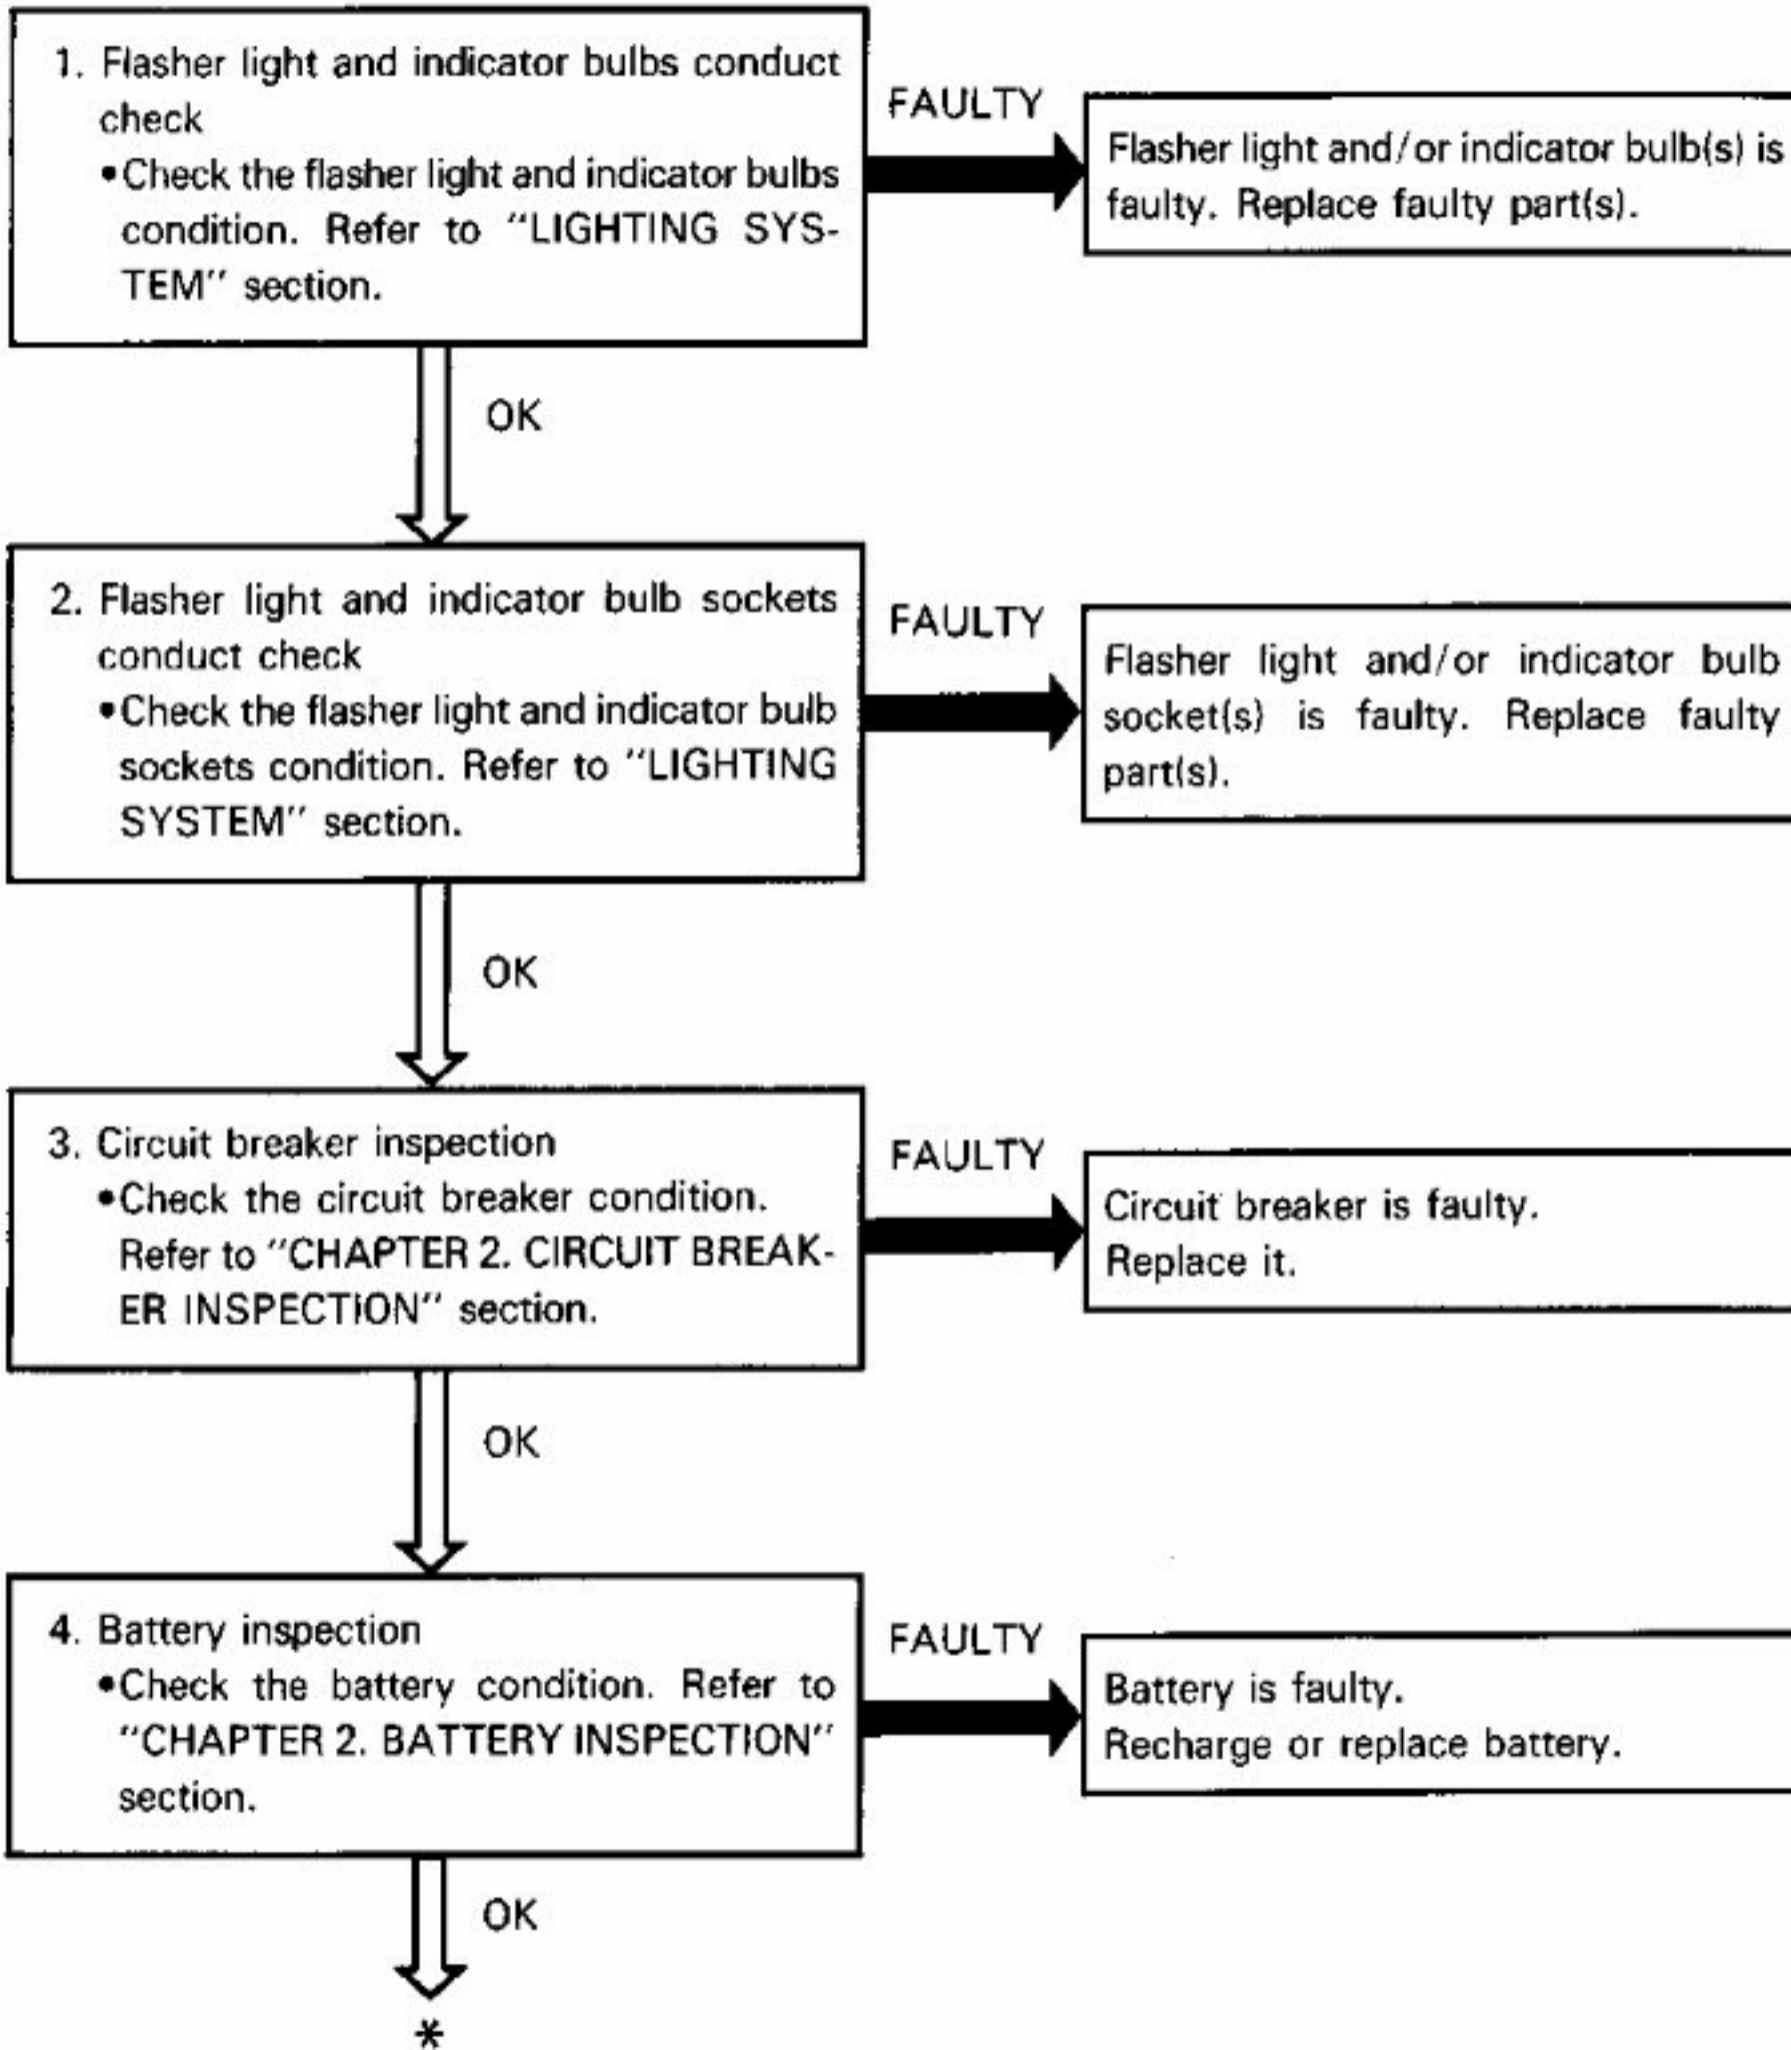 1. Flasher light and indicator bulbs conduct
check
•Check the flasher light and indicator bulbs
condition. Refer to “LIGHTING SYS-
TEM” section.
FAULTY
Flasher light and/or indicator bulb(s) is
faulty. Replace faulty part(s).
OK
2. Flasher light and indicator bulb sockets
conduct check
•Check the flasher light and indicator bulb
sockets condition. Refer to “LIGHTING
SYSTEM” section.
FAULTY
Flasher light and/or indicator bulb
socket(s) is faulty. Replace faulty
part(s).
OK
3. Circuit breaker inspection
•Check the circuit breaker condition.
Refer to “CHAPTER 2. CIRCUIT BREAK-
ER INSPECTION” section.
FAULTY
Circuit breaker is faulty.
Replace it.
OK
4. Battery inspection
•Check the battery condition. Refer to
“CHAPTER 2. BATTERY INSPECTION”
section.
FAULTY
Battery is faulty.
Recharge or replace battery.
OK
*